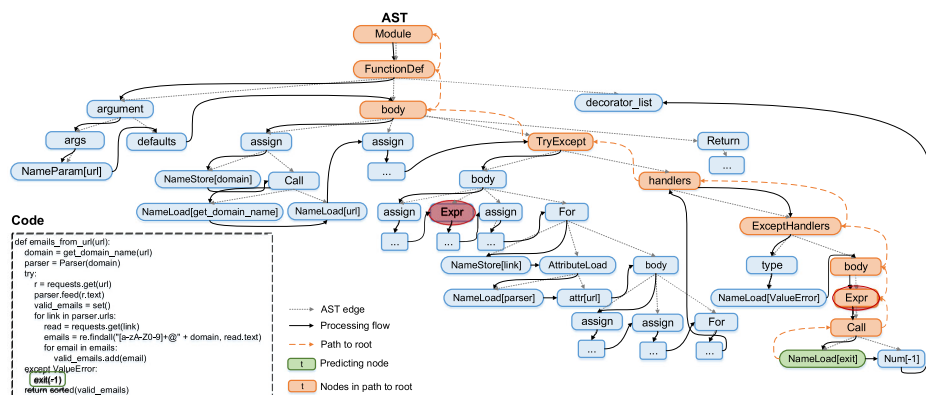 AST
Module
FunctionDef
argument
body
decorator_list
args
defaults
assign
assign
TryExcept
Return
NameParam[url]
NameStore[domain]
Call
...
body
handlers
...
NameLoad[get_domain_name]
NameLoad[url]
assign
Expr
assign
For
ExceptHandlers
...
...
...
NameStore[link]
AttributeLoad
body
type
body
NameLoad[parser]
attr[url]
NameLoad[ValueError]
Expr
assign
assign
For
Call
...
...
...
NameLoad[exit]
Num[-1]
Code
def emails_from_url(url):
domain = get_domain_name(url)
parser = Parser(domain)
try:
r = requests.get(url)
parser.feed(r.text)
valid_emails = set()
for link in parser.urls:
read = requests.get(link)
emails = re.findall("[a-zA-Z0-9]+@" + domain, read.text)
for email in emails:
valid_emails.add(email)
except ValueError:
exit(-1)
return sorted(valid_emails)
AST edge
Processing flow
Path to root
t Predicting node
t Nodes in path to root